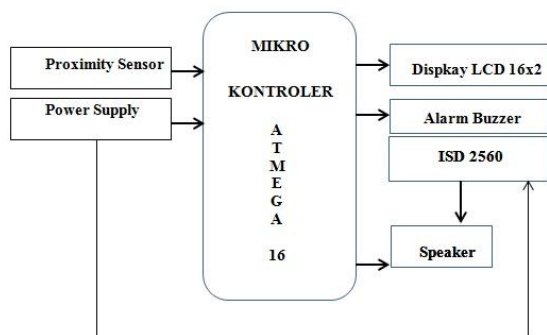 Proximity Sensor
Power Supply
MIKRO
KONTROLER
A
T
M
E
G
A
16
Dispkay LCD 16x2
Alarm Buzzer
ISD 2560
Speaker